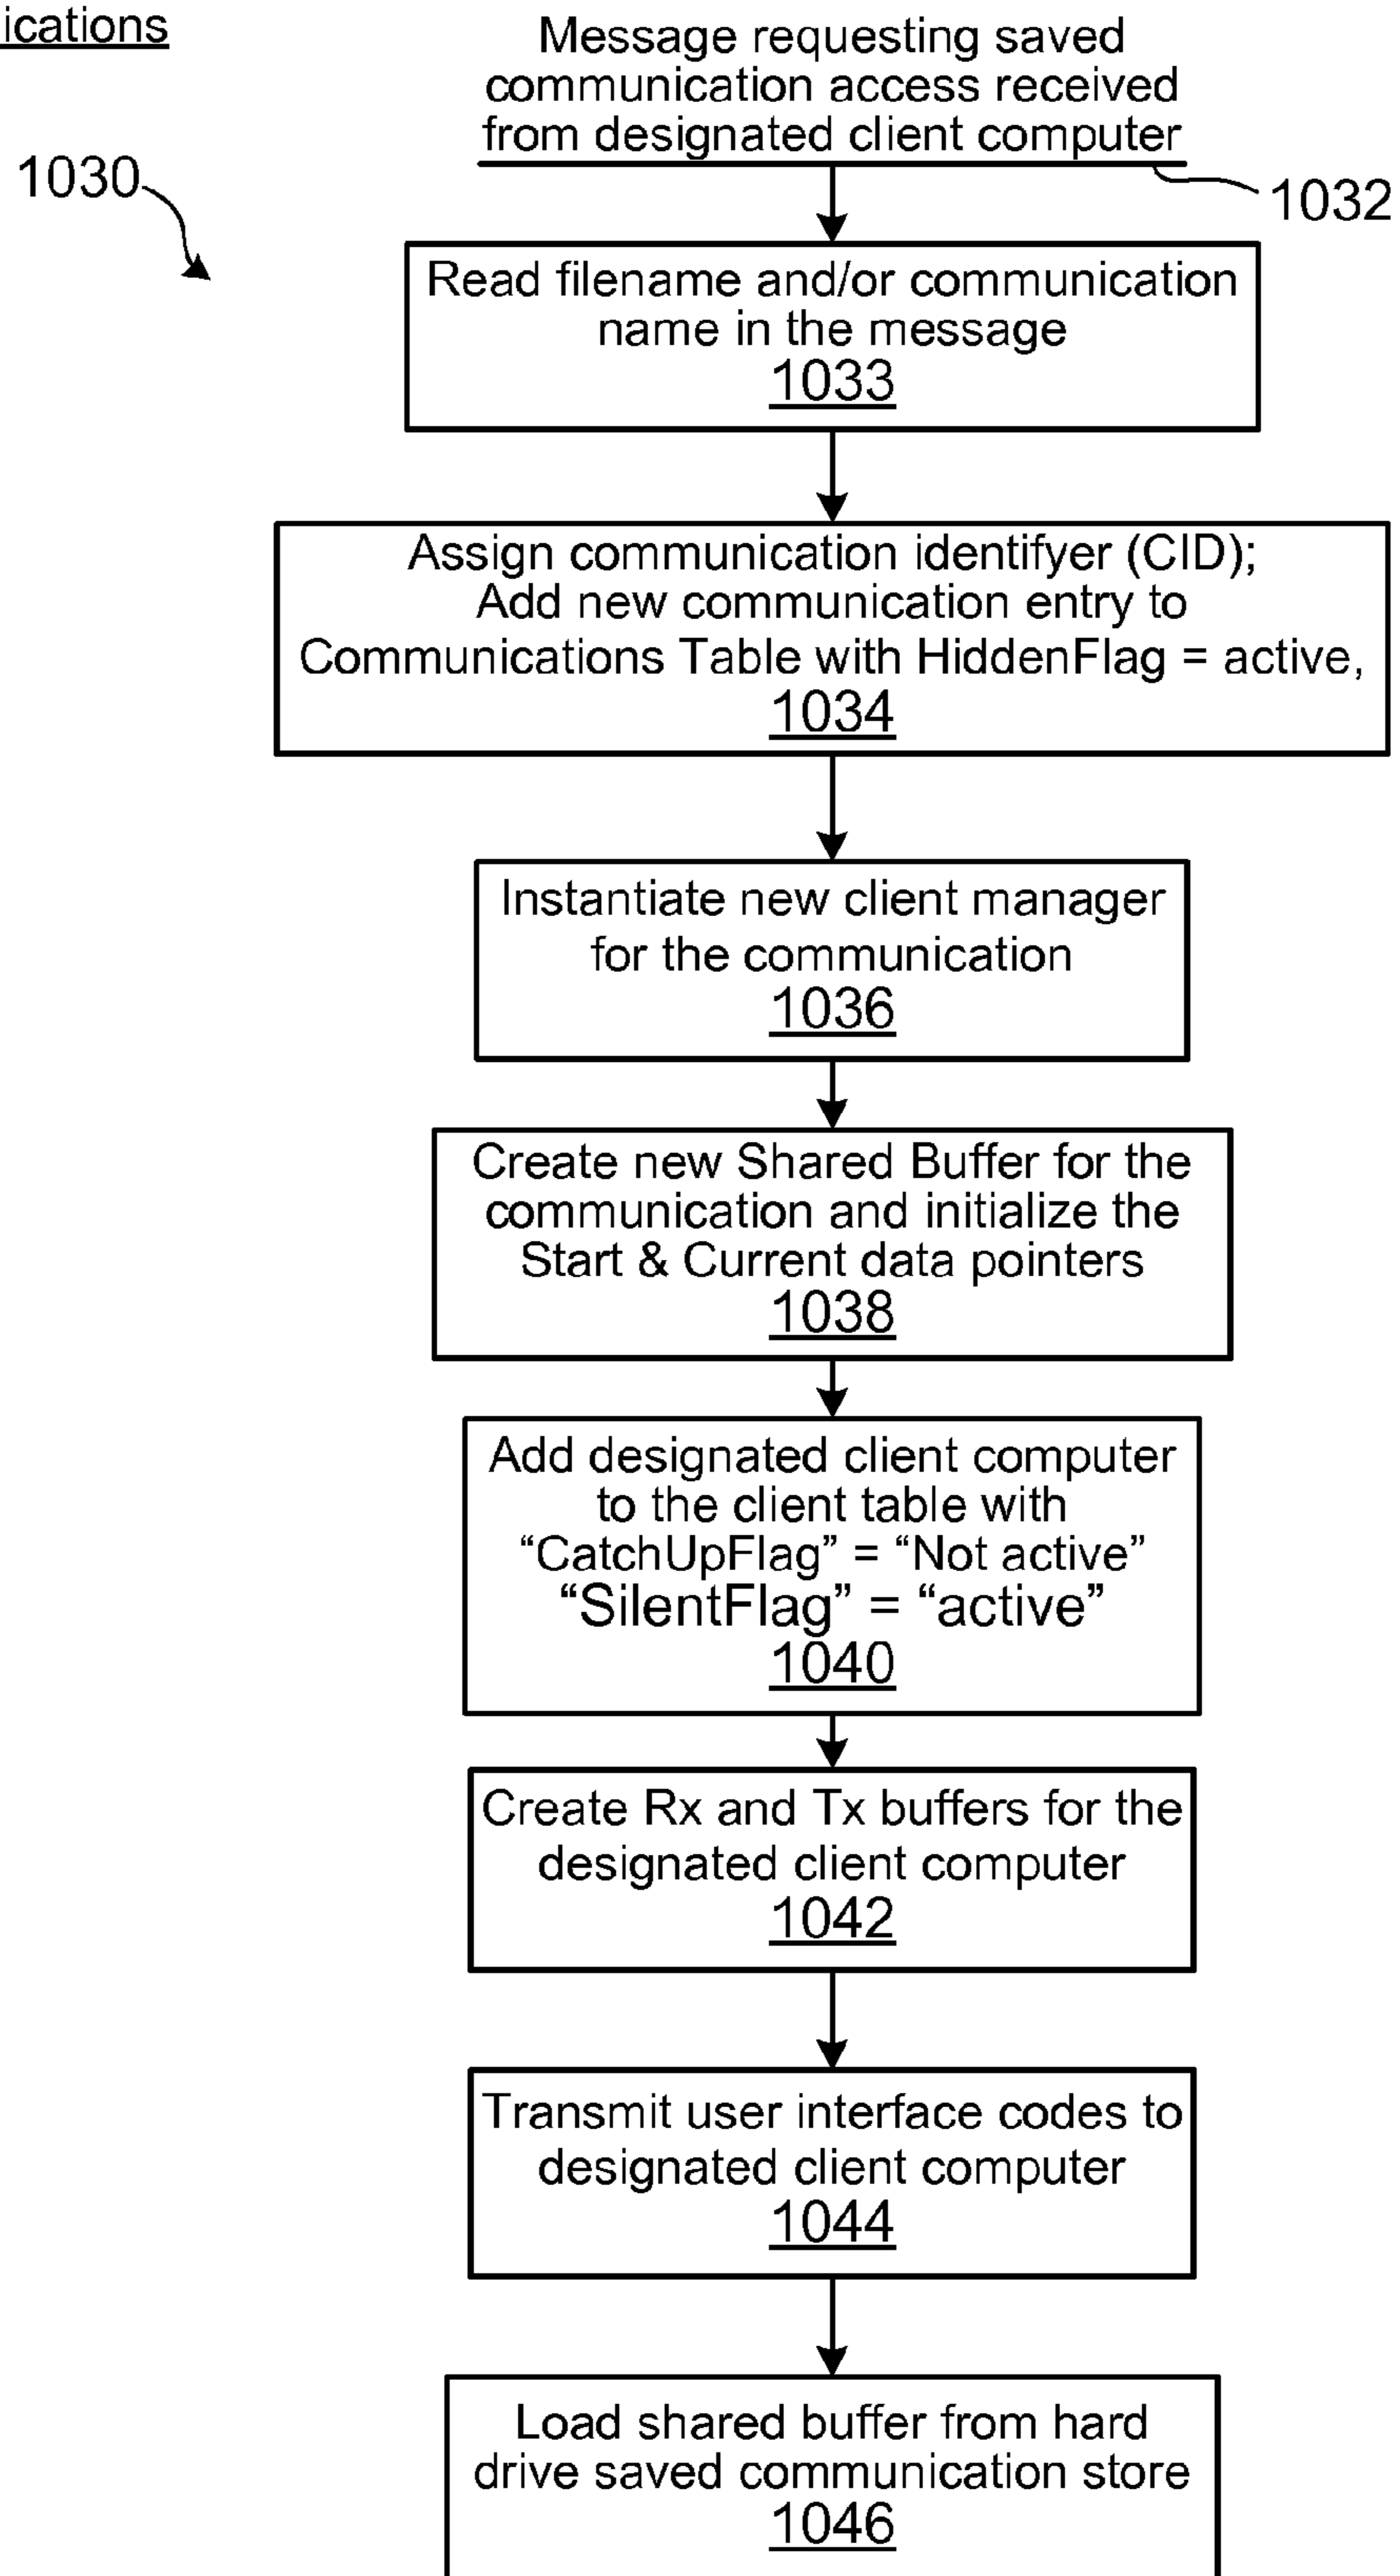 ications
Message requesting saved
communication access received
from designated client computer
1030
1032
Read filename and/or communication
name in the message
1033
Assign communication identifyer (CID);
Add new communication entry to
Communications Table with HiddenFlag = active,
1034
Instantiate new client manager
for the communication
1036
Create new Shared Buffer for the
communication and initialize the
Start & Current data pointers
1038
Add designated client computer
to the client table with
“CatchUpFlag” = “Not active”
“SilentFlag” = “active”
1040
Create Rx and Tx buffers for the
designated client computer
1042
Transmit user interface codes to
designated client computer
1044
Load shared buffer from hard
drive saved communication store
1046